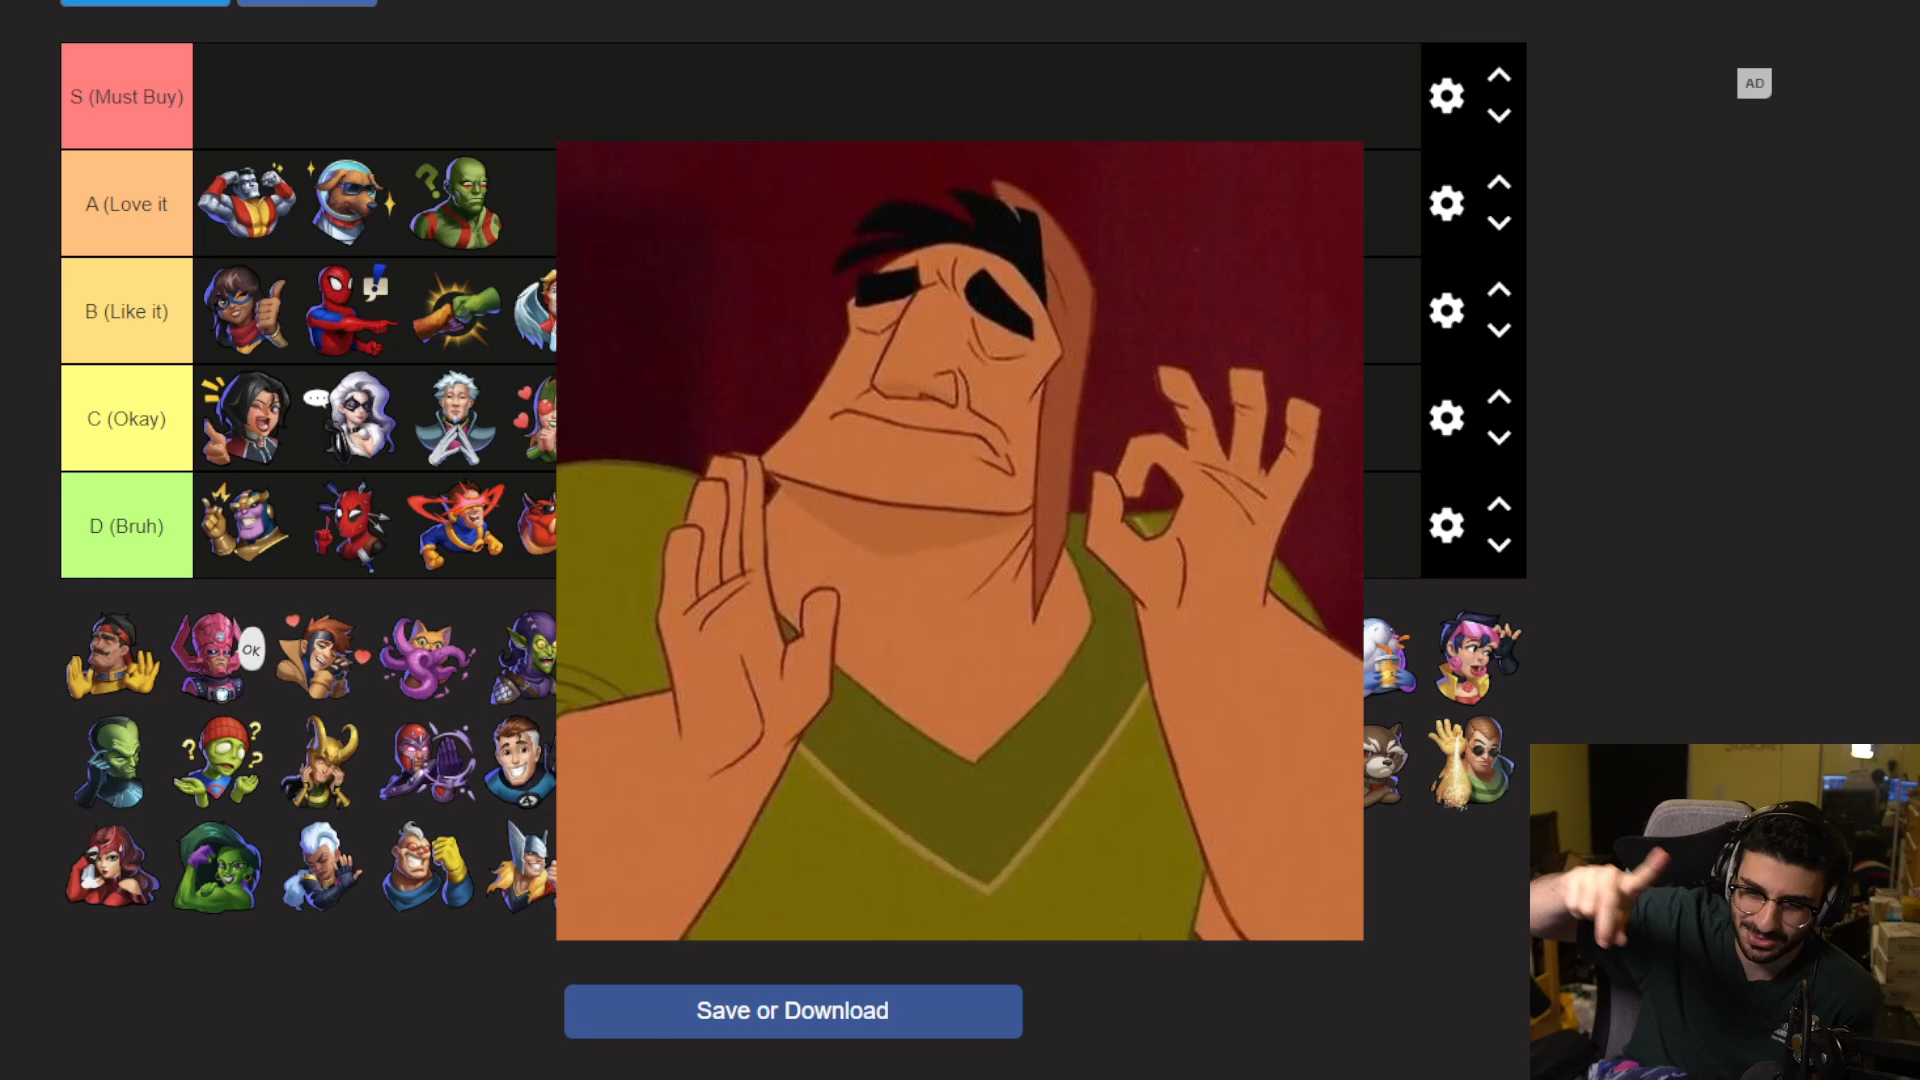 S (Must Buy)
AD
A (Love it
B (Like it)
C (Okay)
D (Bruh)
OK
Save or Download